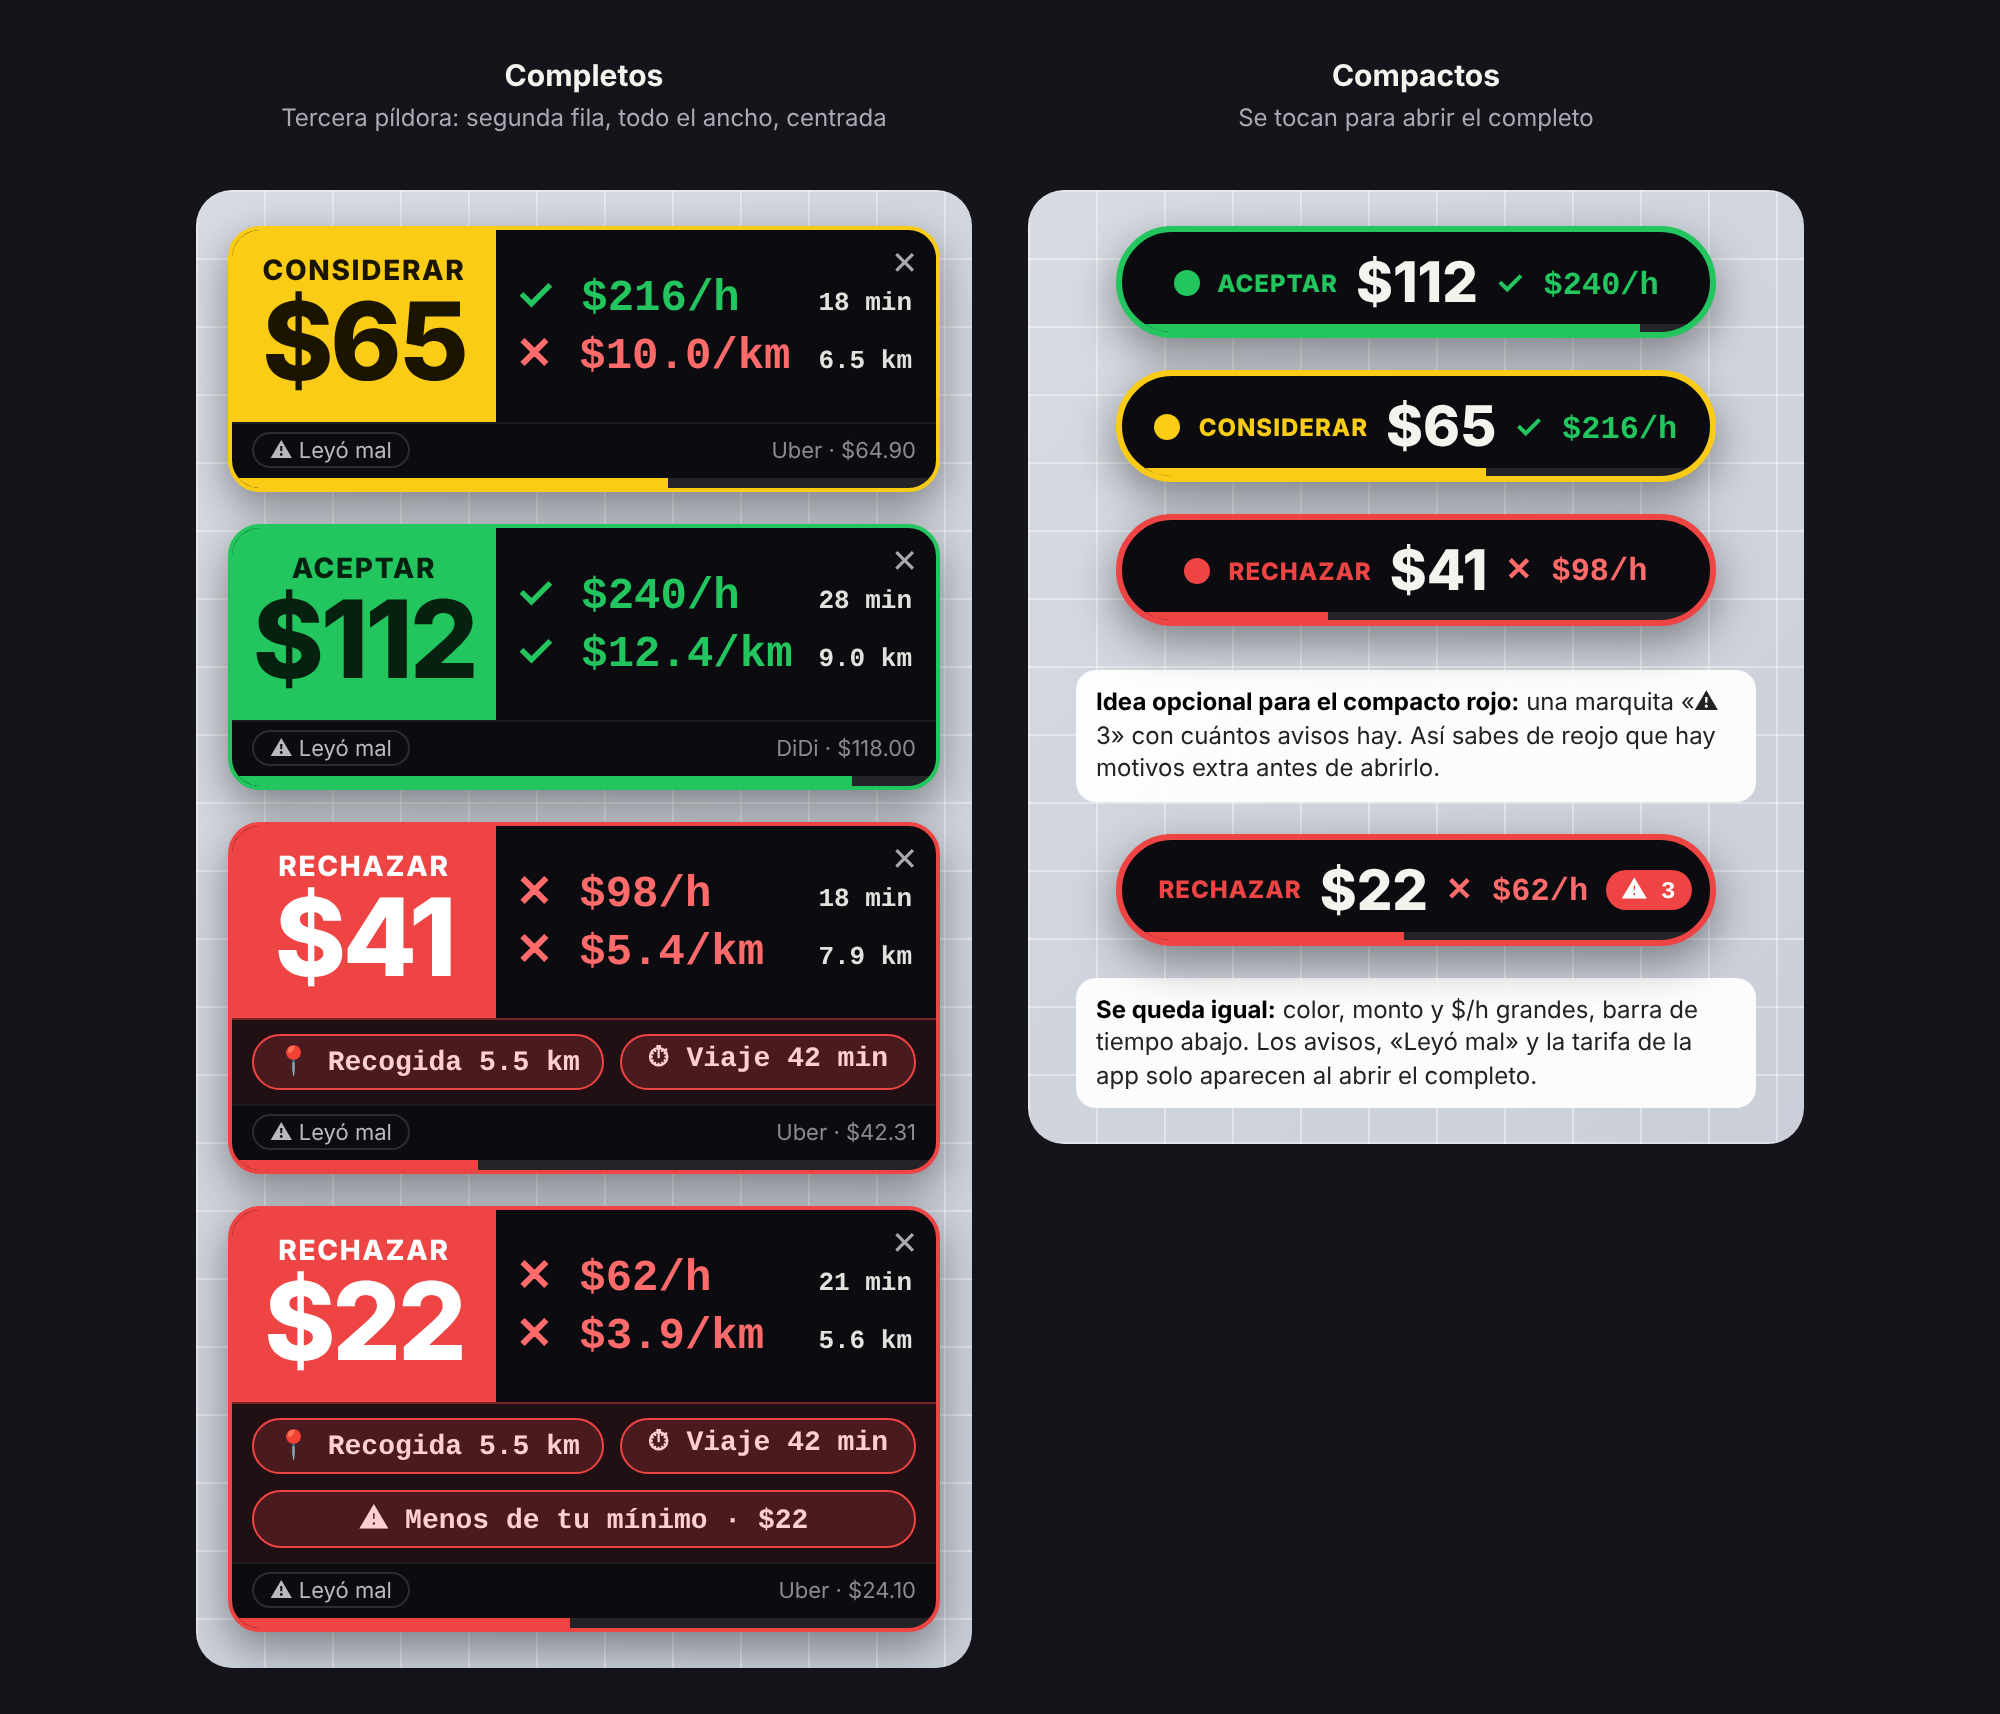 Completos
Tercera píldora: segunda fila, todo el ancho, centrada
CONSIDERAR
$65
✓ $216/h 18 min
✕ $10.0/km 6.5 km
✕
⚠ Leyó mal
Uber · $64.90
ACEPTAR
$112
✓ $240/h 28 min
✓ $12.4/km 9.0 km
✕
⚠ Leyó mal
DiDi · $118.00
RECHAZAR
$41
✕ $98/h 18 min
✕ $5.4/km 7.9 km
✕
📍 Recogida 5.5 km
⏱ Viaje 42 min
⚠ Leyó mal
Uber · $42.31
RECHAZAR
$22
✕ $62/h 21 min
✕ $3.9/km 5.6 km
✕
📍 Recogida 5.5 km
⏱ Viaje 42 min
⚠ Menos de tu mínimo · $22
⚠ Leyó mal
Uber · $24.10
Compactos
Se tocan para abrir el completo
ACEPTAR $112 ✓ $240/h
CONSIDERAR $65 ✓ $216/h
RECHAZAR $41 ✕ $98/h
Idea opcional para el compacto rojo: una marquita «⚠
3» con cuántos avisos hay. Así sabes de reojo que hay
motivos extra antes de abrirlo.
RECHAZAR $22 ✕ $62/h ⚠ 3
Se queda igual: color, monto y $/h grandes, barra de
tiempo abajo. Los avisos, «Leyó mal» y la tarifa de la
app solo aparecen al abrir el completo.